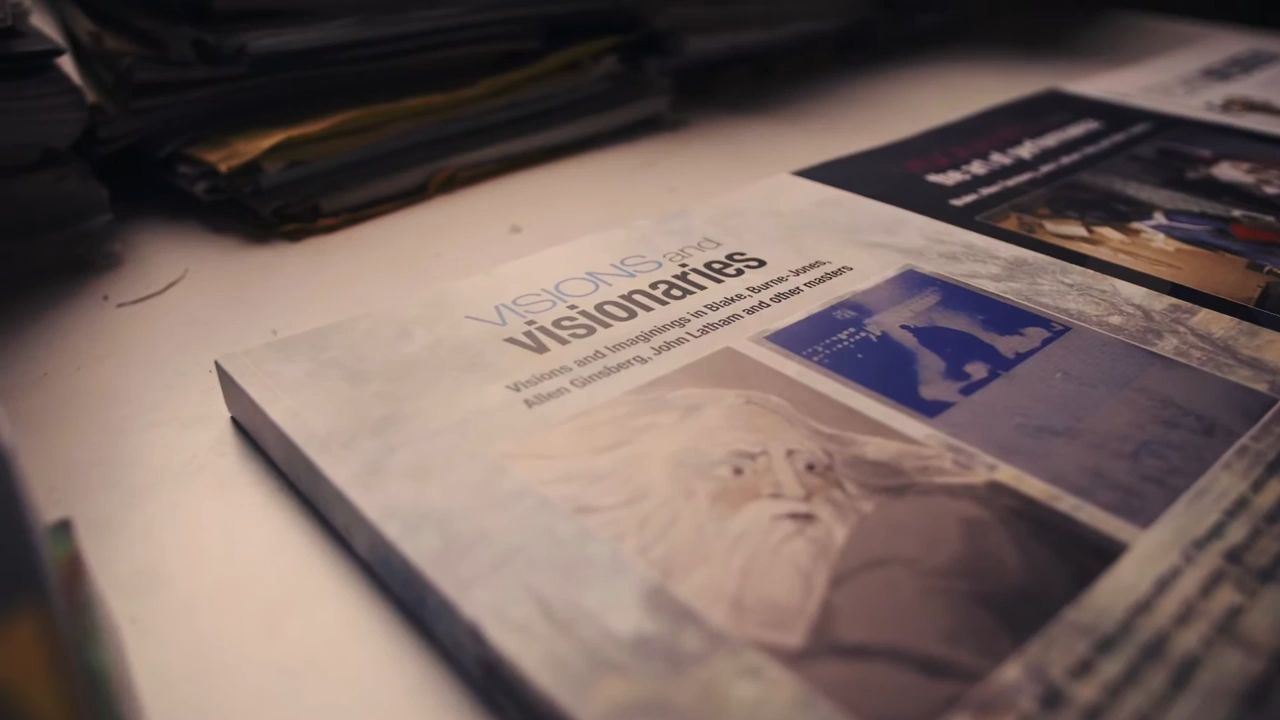 VISIONS and
visionaries
Visions and Imaginings in Blake, Burne-Jones,
Allen Ginsberg, John Latham and other masters
the art of performance